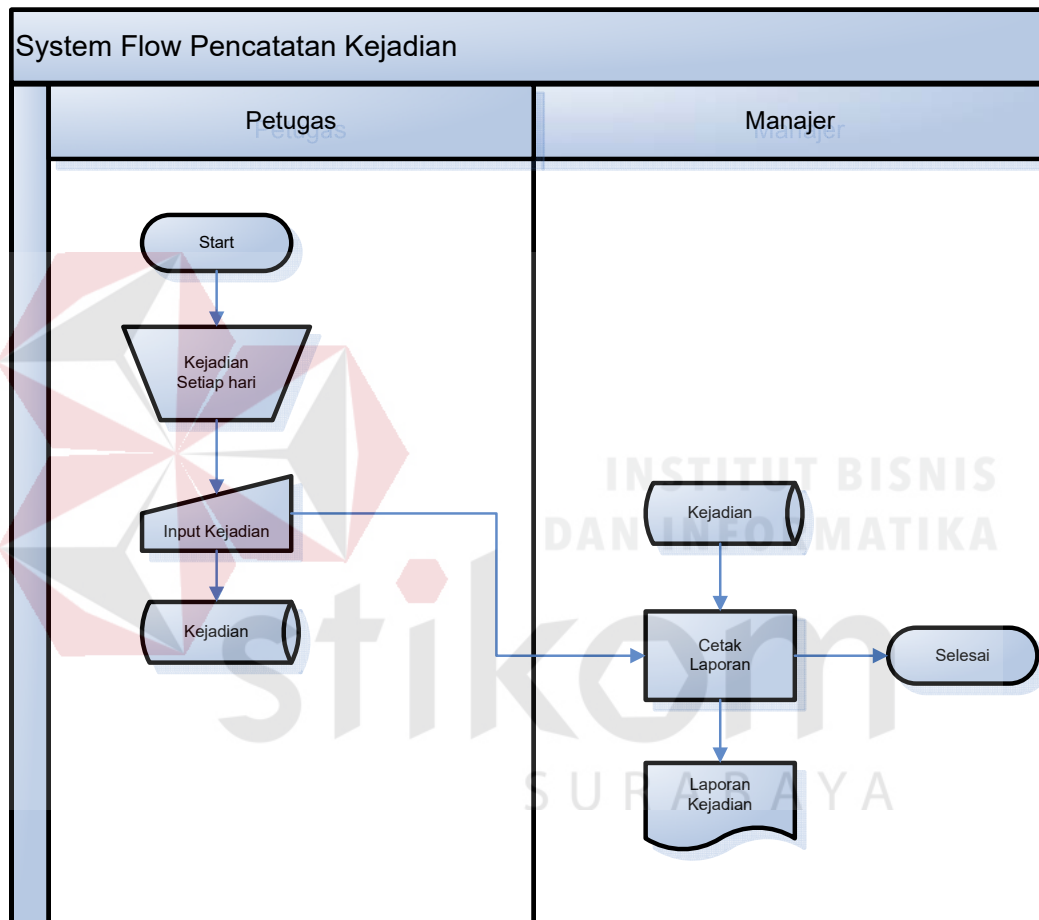 System Flow Pencatatan Kejadian
Petugas
Manajer
Start
Kejadian
Setiap hari
Input Kejadian
Kejadian
Kejadian
Cetak
Laporan
Selesai
Laporan
Kejadian
INSTITUT BISNIS
DAN INFORMATIKA
stikom
SURABAYA